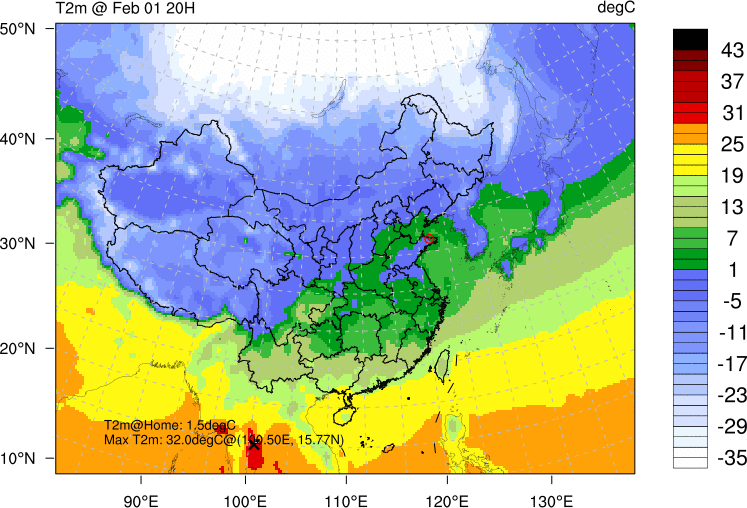 T2m @ Feb 01 20H
degC
50°N
40°N
30°N
20°N
10°N
T2m@Home: 1.5degC
Max T2m: 32.0degC@(100.50E, 15.77N)
90°E
100°E
110°E
120°E
130°E
43
37
31
25
19
13
7
1
-5
-11
-17
-23
-29
-35